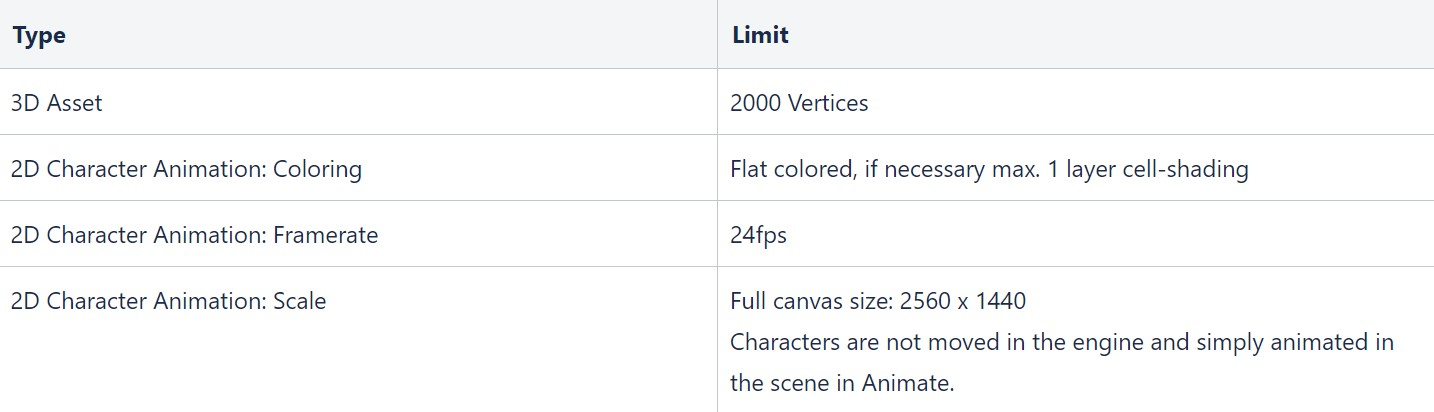 Type Limit
3D Asset 2000 Vertices
2D Character Animation: Coloring Flat colored, if necessary max. 1 layer cell-shading
2D Character Animation: Framerate 24fps
2D Character Animation: Scale Full canvas size: 2560 x 1440
Characters are not moved in the engine and simply animated in
the scene in Animate.